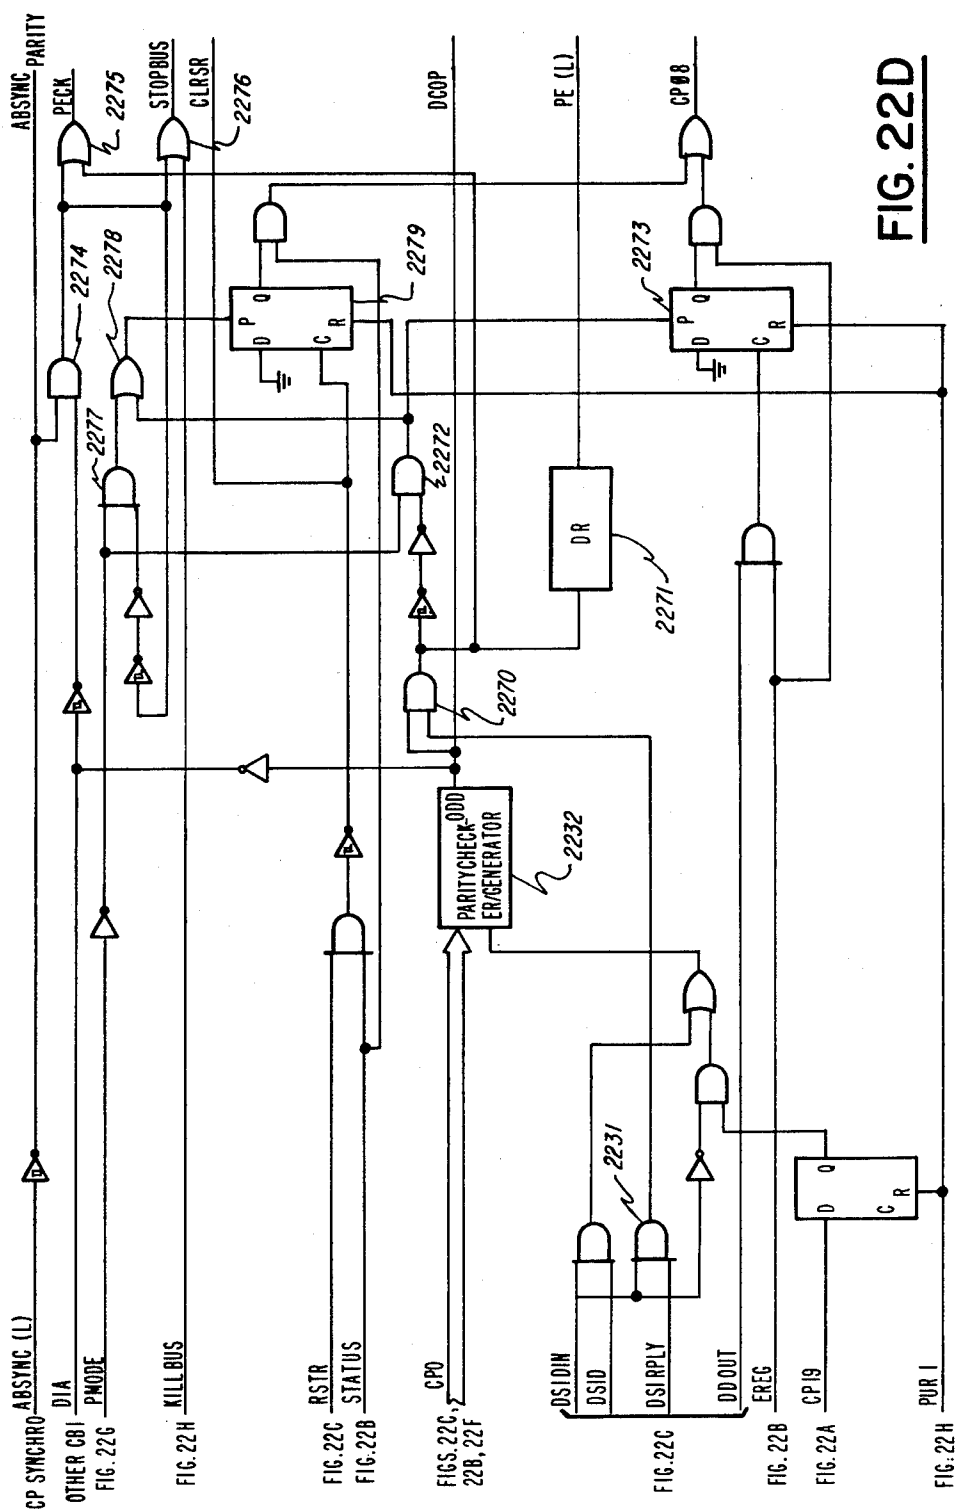 CP SYNCHRO ABSYNC (L)
DIA
OTHER CBI
PMODE
FIG. 22G
KILLBUS
FIG. 22H
RSTR
FIG. 22C
STATUS
FIG. 22B
CPO
FIGS. 22C,
22B, 22F
DSIDIN
DSID
DSIRPLY
FIG. 22C
DDOUT
EREG
FIG. 22B
CP19
FIG. 22A
PUR I
FIG. 22H
2231
D
Q
C
R
PARITYCHECK-
ER/GENERATOR
ODD
2232
2270
DR
2271
2272
2277
2278
2274
2275
2276
D
P
Q
C
R
2279
D
P
Q
C
R
2273
ABSYNC
PARITY
PECK
STOPBUS
CLRSR
DCOP
PE (L)
CPØ8
FIG. 22D